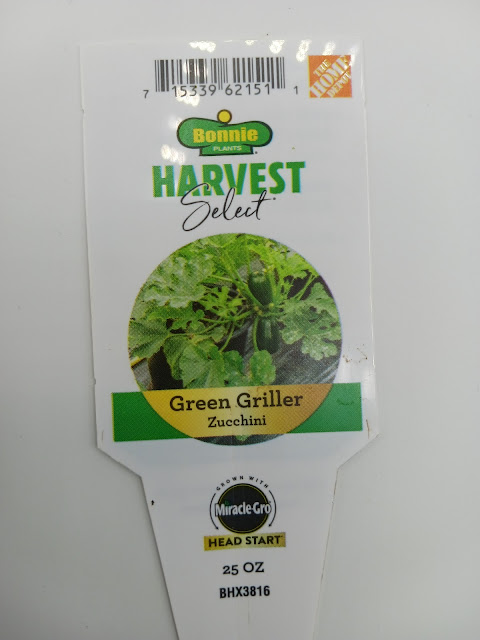 7 15339 62151 1
THE
HOME
DEPOT
Bonnie
PLANTS
HARVEST
Select
Green Griller
Zucchini
GROWN WITH
Miracle-Gro
HEAD START
25 OZ
BHX3816